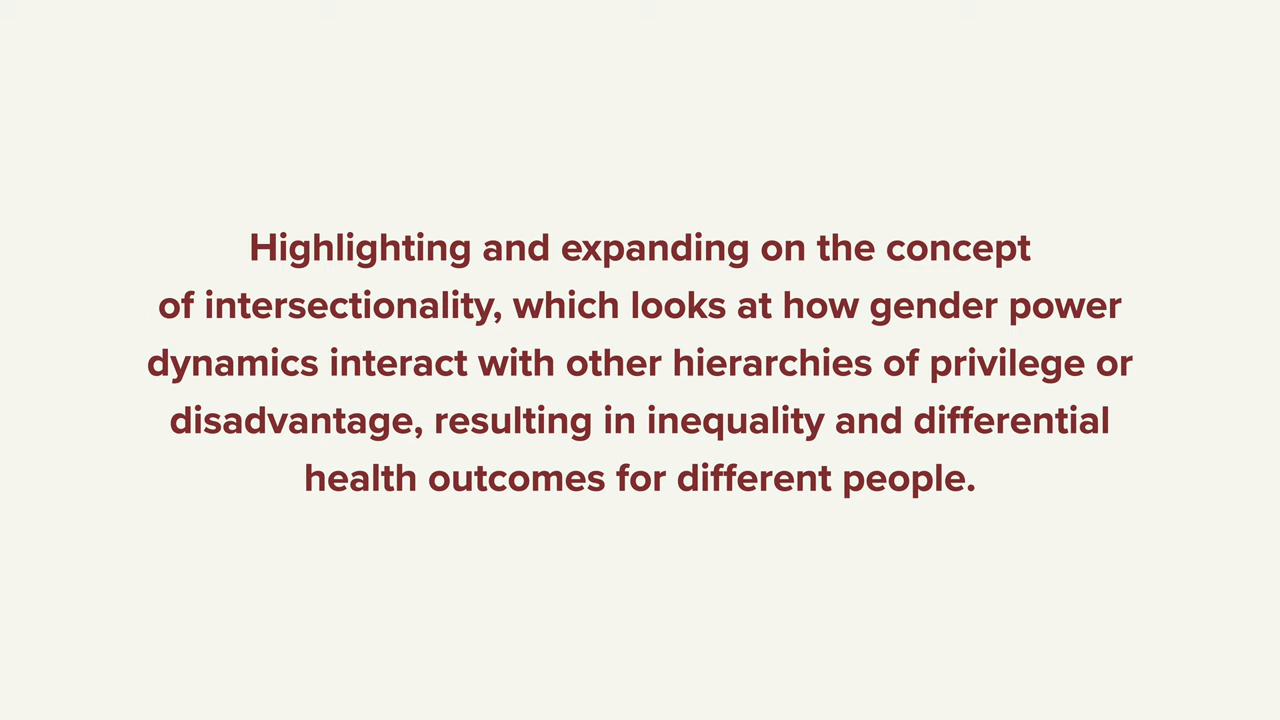 Highlighting and expanding on the concept
of intersectionality, which looks at how gender power
dynamics interact with other hierarchies of privilege or
disadvantage, resulting in inequality and differential
health outcomes for different people.